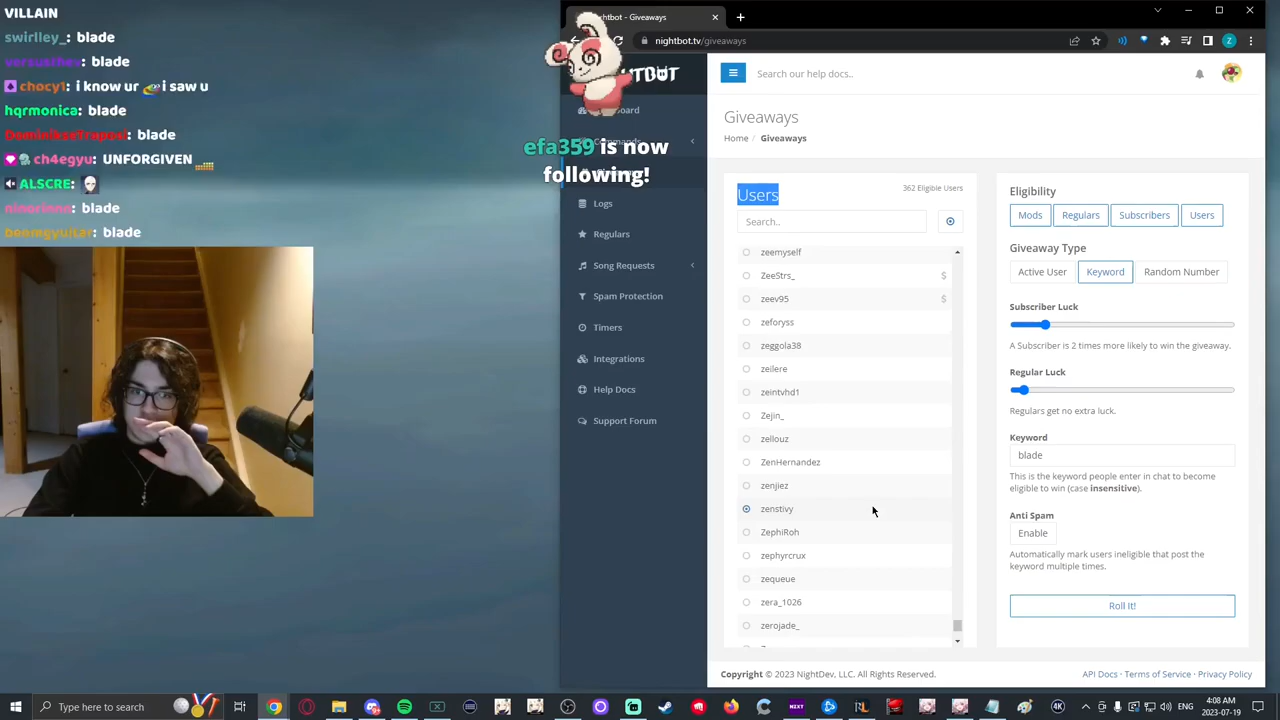 VILLAIN
swirlley_: blade
versustheu: blade
chocy1: i know ur i saw u
hqrmonica: blade
blade
ch4egyu: UNFORGIVEN
ALSCRE:
blade
blade
efa359 is now
following!
htbot - Giveaways
nightbot.tv/giveaways
Z
Search our help docs..
Logs
Regulars
Song Requests
Spam Protection
Timers
Integrations
Help Docs
Support Forum
Giveaways
Home / Giveaways
Users
362 Eligible Users
Search..
zeemyself
ZeeStrs_ $
zeev95 $
zeforyss
zeggola38
zeilere
zeintvhd1
Zejin_
zellouz
ZenHernandez
zenjiez
zenstivy
ZephiRoh
zephyrcrux
zequeue
zera_1026
zerojade_
Eligibility
Mods Regulars Subscribers Users
Giveaway Type
Active User Keyword Random Number
Subscriber Luck
A Subscriber is 2 times more likely to win the giveaway.
Regular Luck
Regulars get no extra luck.
Keyword
blade
This is the keyword people enter in chat to become
eligible to win (case insensitive).
Anti Spam
Enable
Automatically mark users ineligible that post the
keyword multiple times.
Roll It!
Copyright © 2023 NightDev, LLC. All Rights Reserved.
API Docs · Terms of Service · Privacy Policy
Type here to search
ENG
4:08 AM
2023-07-19